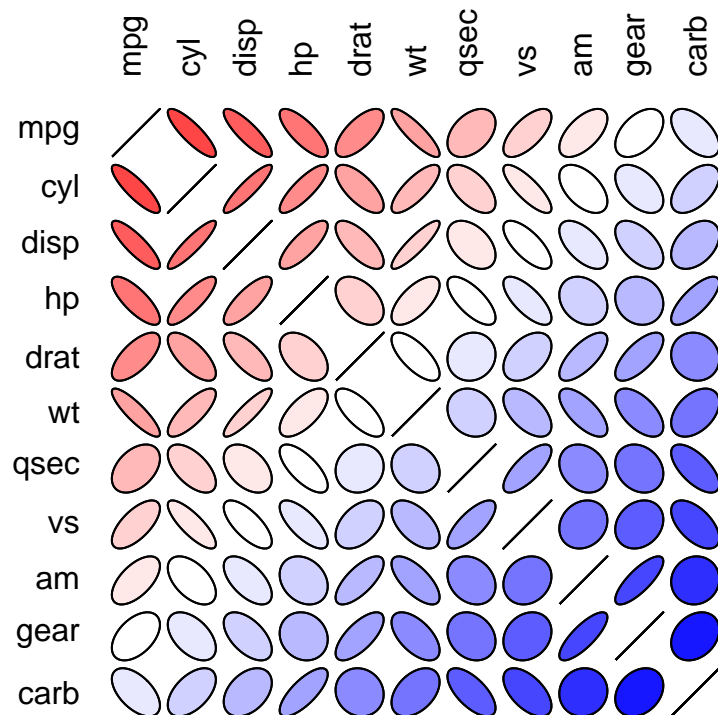 mpg cyl disp hp drat wt qsec vs am gear carb
mpg
cyl
disp
hp
drat
wt
qsec
vs
am
gear
carb